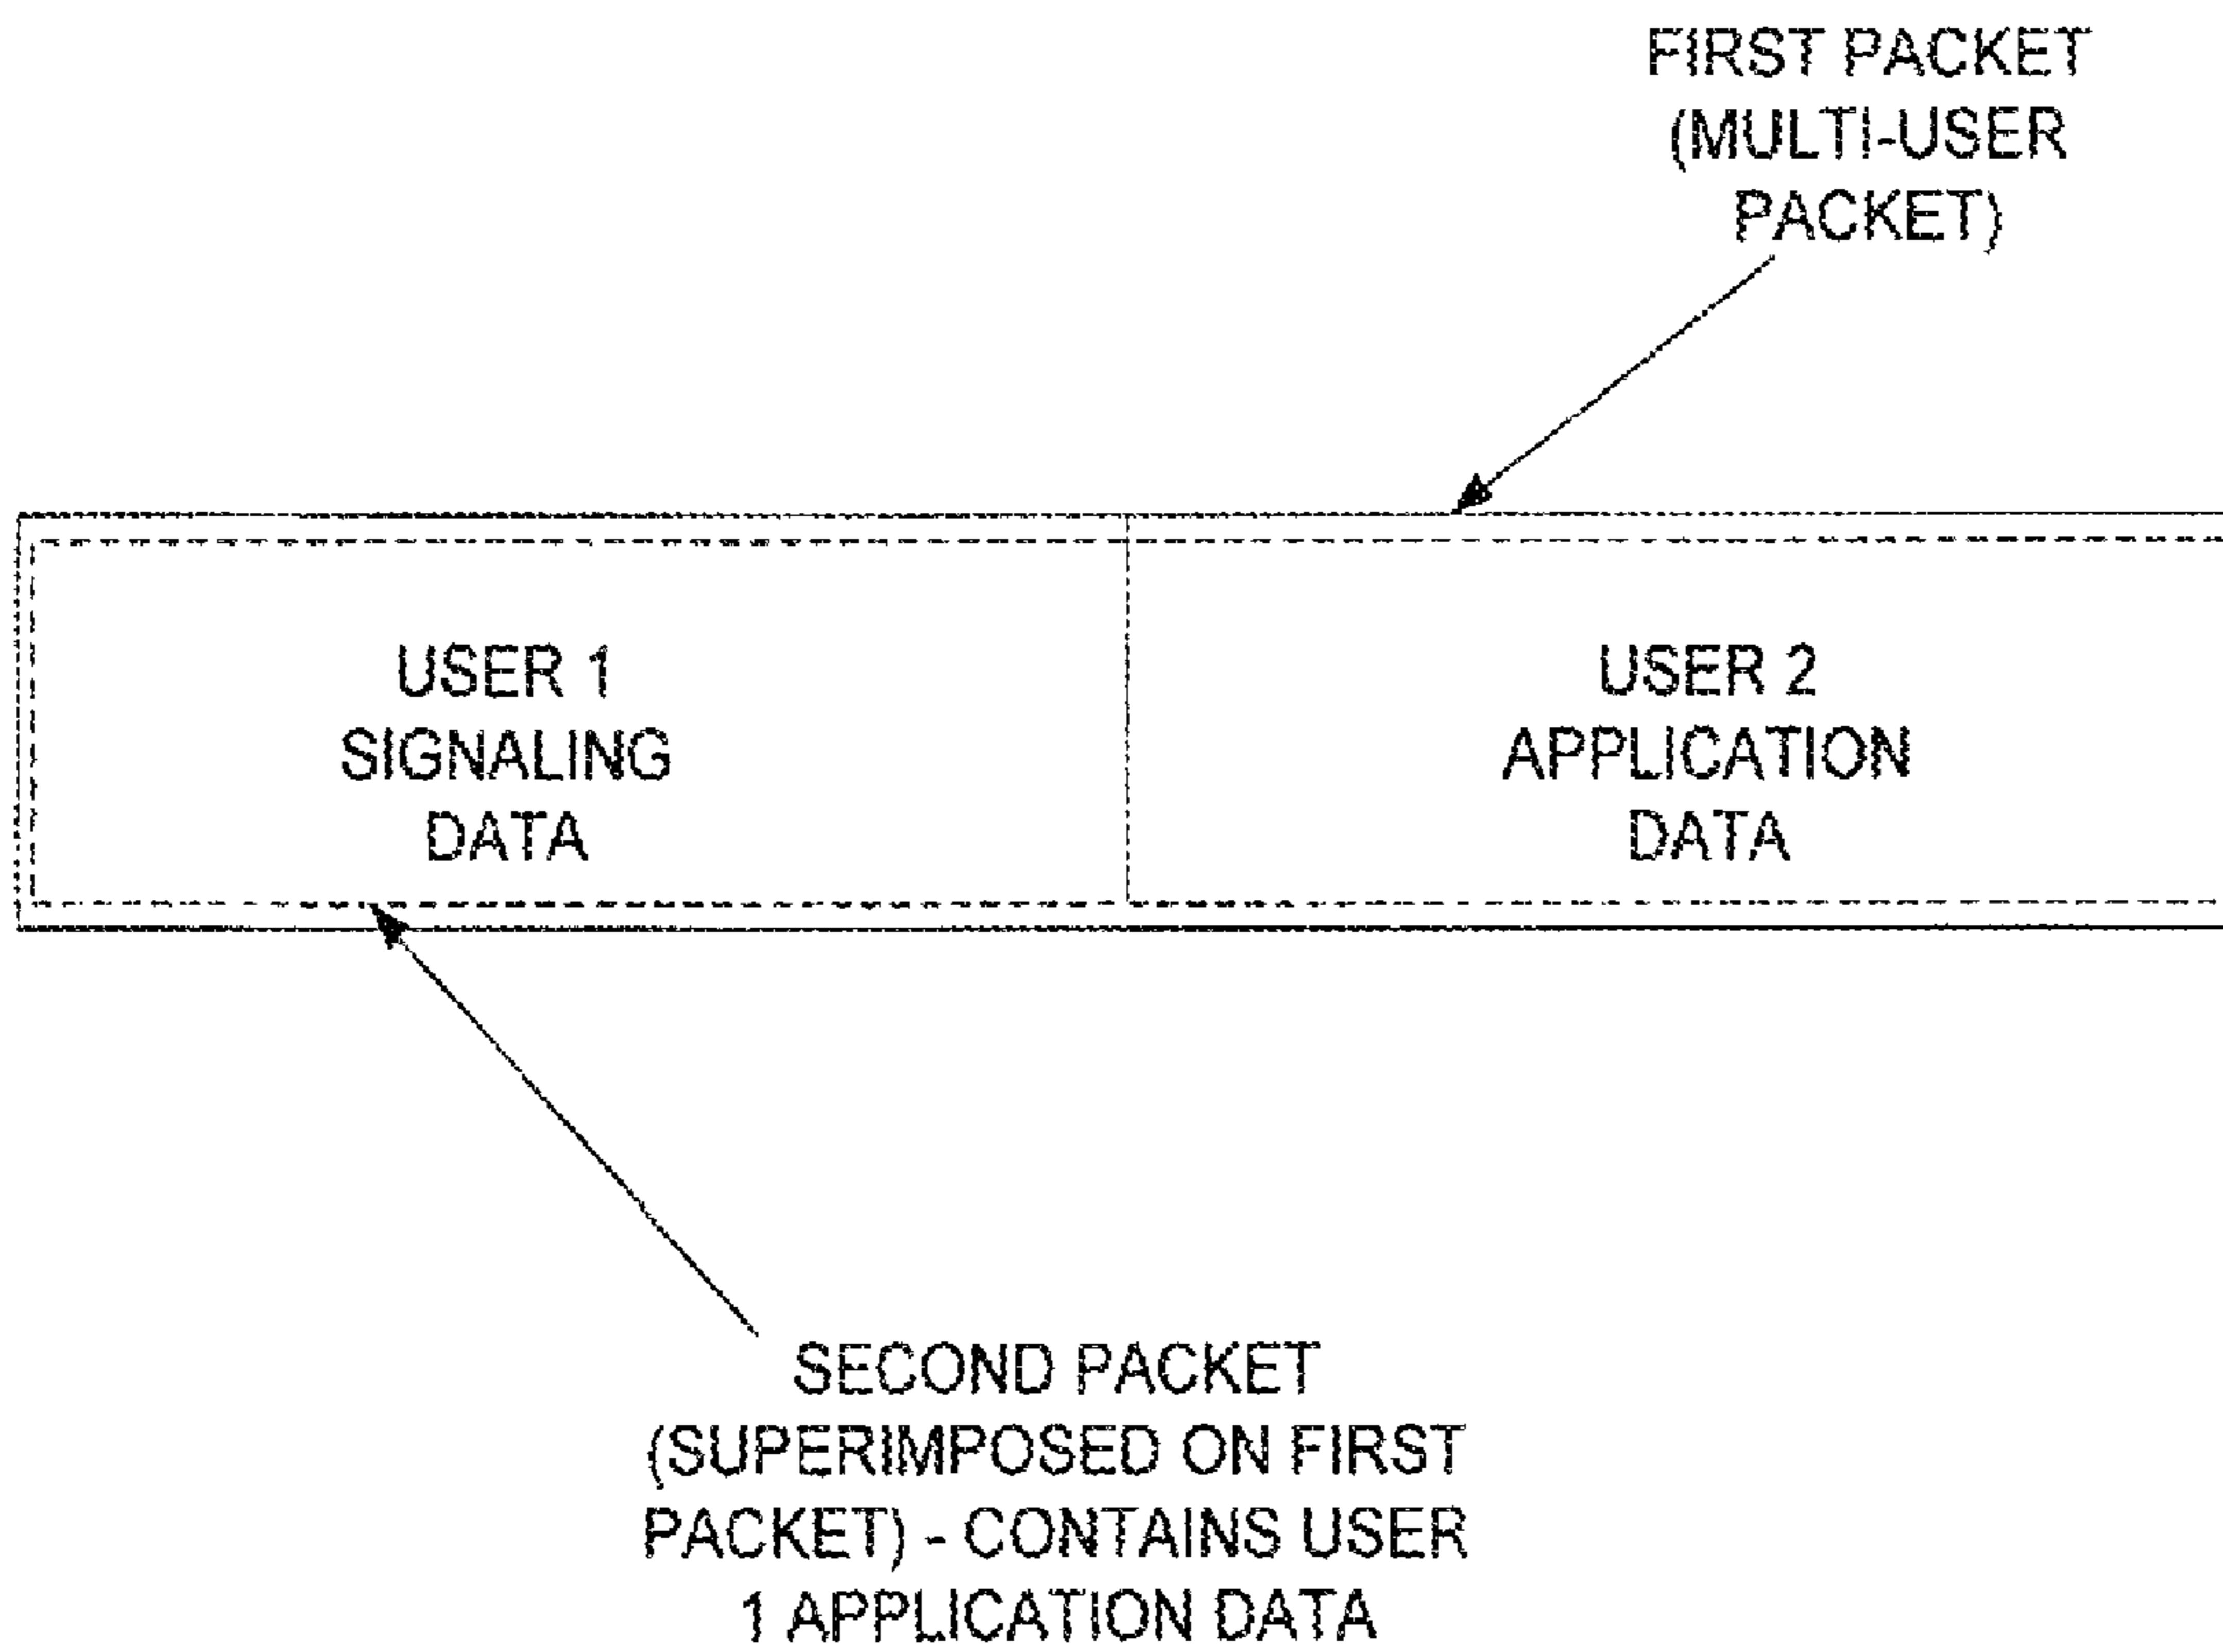 FIRST PACKET
(MULTI-USER
PACKET)
USER 1
SIGNALING
DATA
USER 2
APPLICATION
DATA
SECOND PACKET
(SUPERIMPOSED ON FIRST
PACKET) - CONTAINS USER
1 APPLICATION DATA